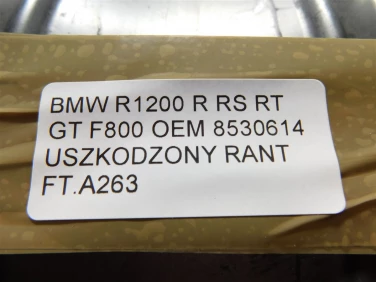 BMW R1200 R RS RT
GT F800 OEM 8530614
USZKODZONY RANT
FT.A263